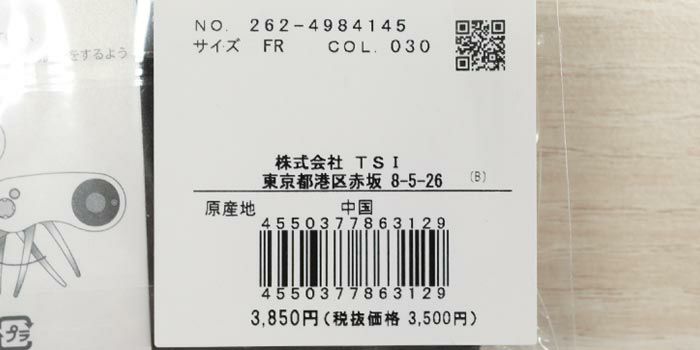 をするよう
NO. 262-4984145
サイズ FR COL. 030
株式会社 TSI
東京都港区赤坂 8-5-26 (B)
原産地 中国
4550377863129
4550377863129
3,850円(税抜価格 3,500円)
プラ